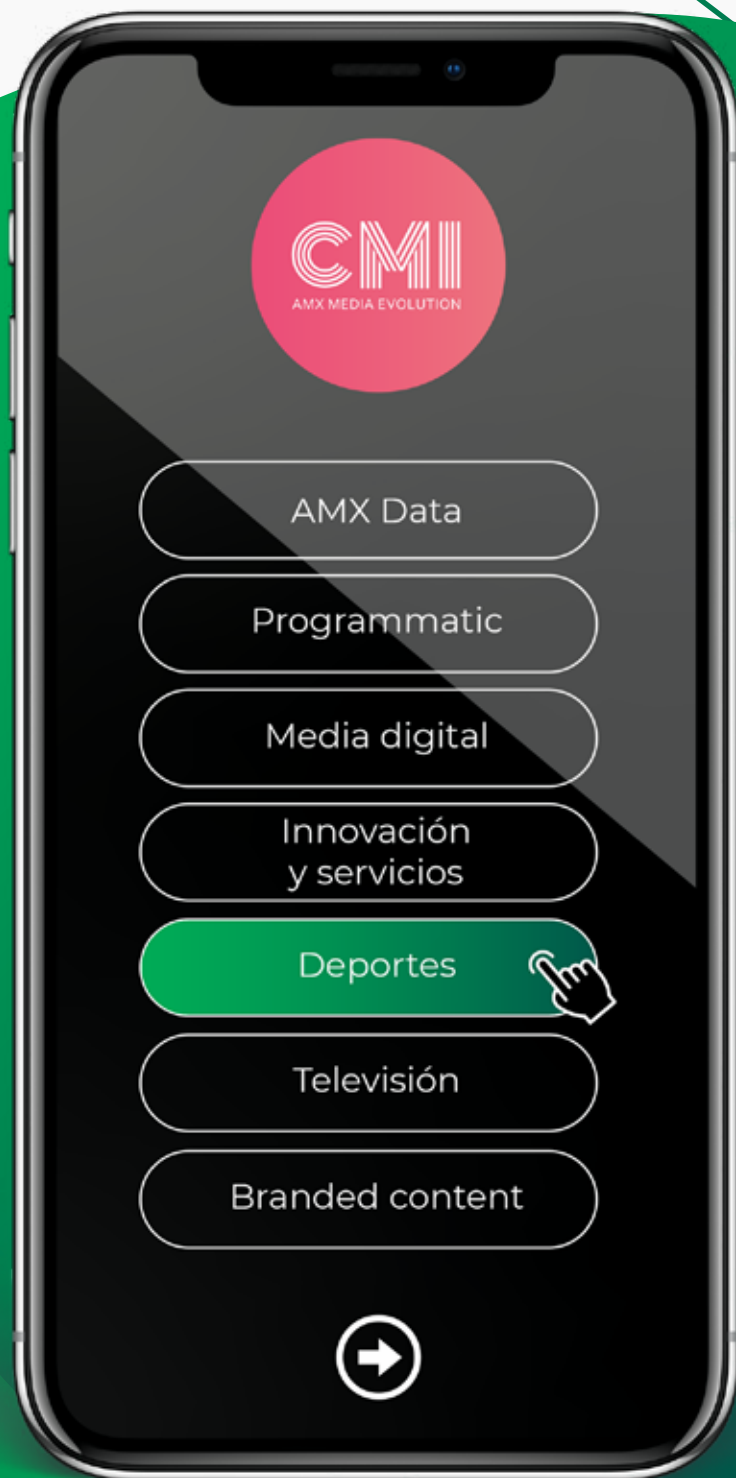 CMI
AMX MEDIA EVOLUTION
AMX Data
Programmatic
Media digital
Innovación
y servicios
Deportes
Televisión
Branded content